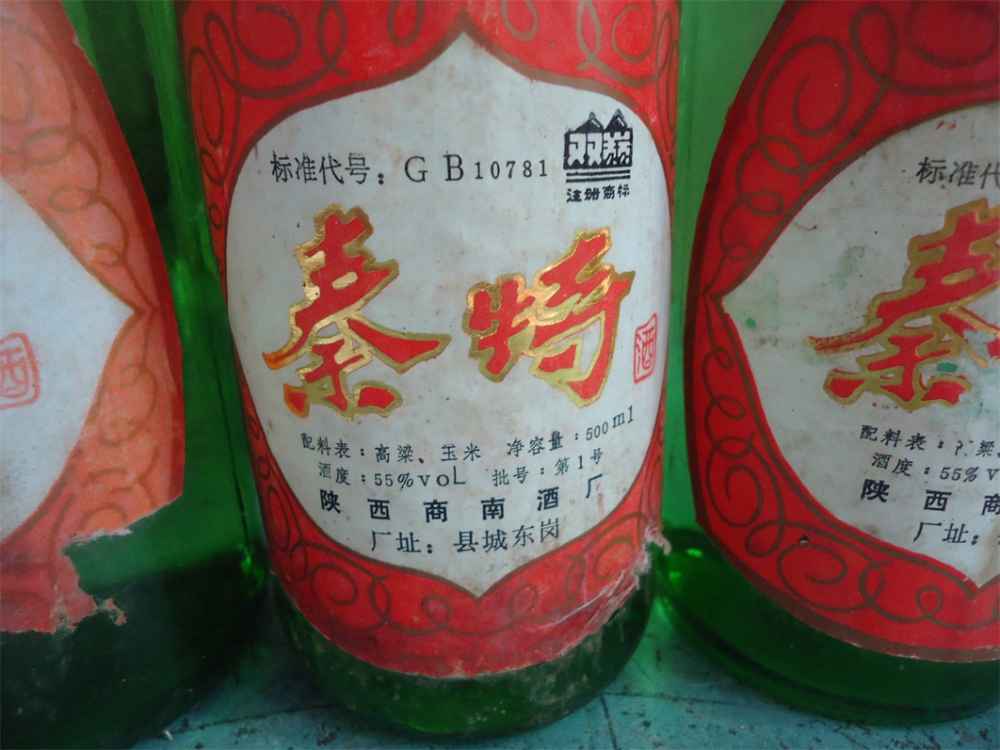 标准代号：GB10781
注册商标
秦特
酒
配料表：高粱、玉米 净容量：500ml
酒度：55%voL 批号：第1号
陕西商南酒厂
厂址：县城东岗
酒
标准代
秦
配料表：
酒度：55%v
陕西商
厂址：